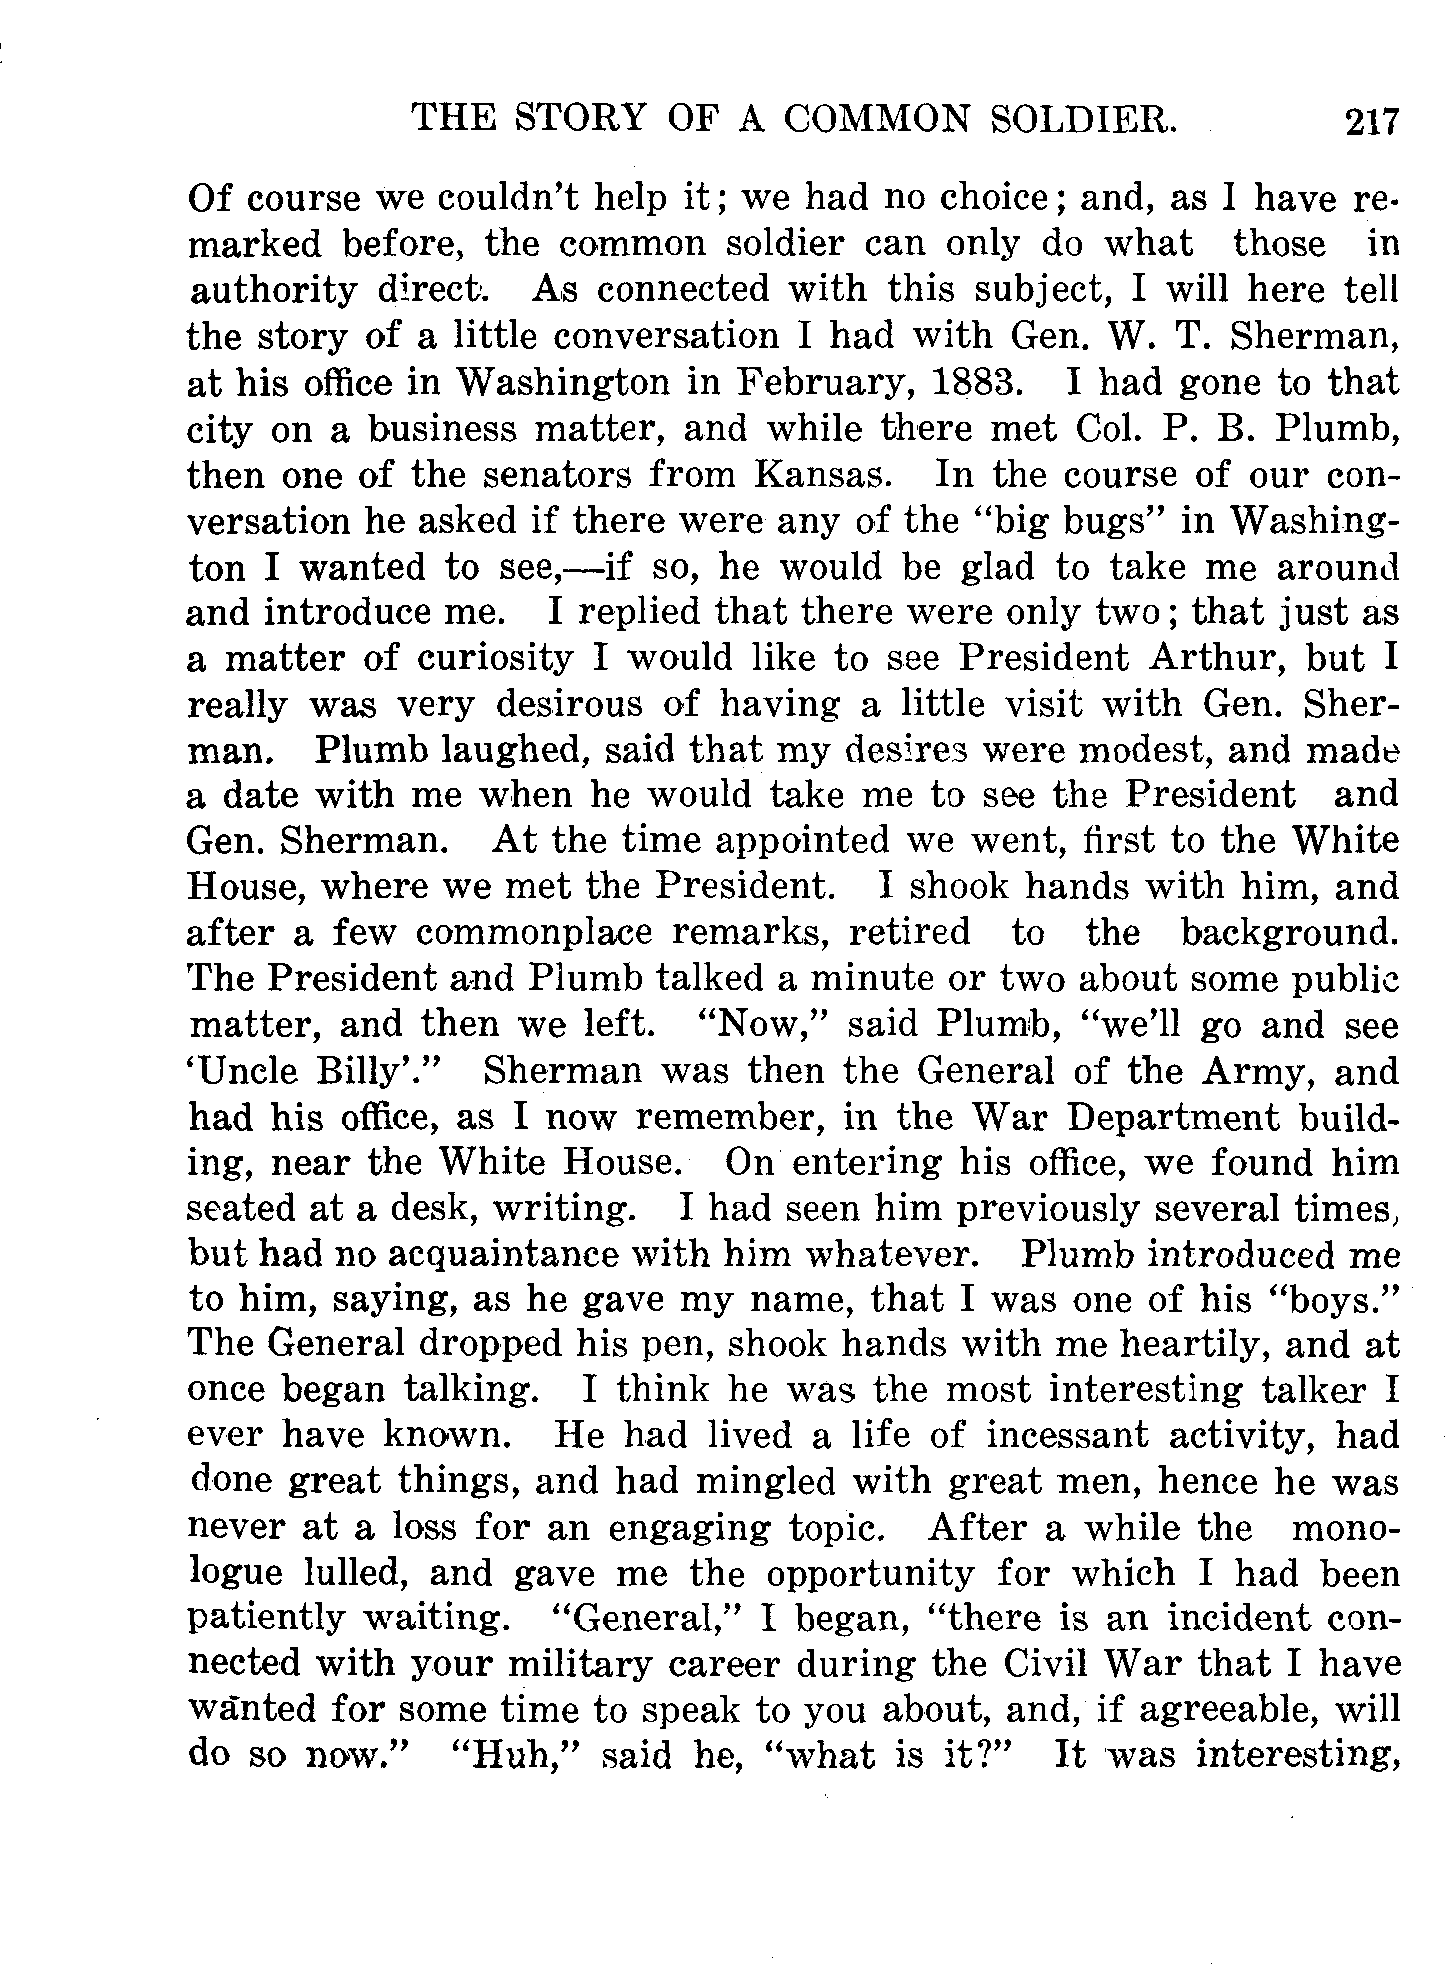 THE STORY OF A COMMON SOLDIER. 217
Of course we couldn't help it; we had no choice; and, as I have re-
marked before, the common soldier can only do what those in
authority direct. As connected with this subject, I will here tell
the story of a little conversation I had with Gen. W. T. Sherman,
at his office in Washington in February, 1883. I had gone to that
city on a business matter, and while there met Col. P. B. Plumb,
then one of the senators from Kansas. In the course of our con-
versation he asked if there were any of the "big bugs" in Washing-
ton I wanted to see,—if so, he would be glad to take me around
and introduce me. I replied that there were only two; that just as
a matter of curiosity I would like to see President Arthur, but I
really was very desirous of having a little visit with Gen. Sher-
man. Plumb laughed, said that my desires were modest, and made
a date with me when he would take me to see the President and
Gen. Sherman. At the time appointed we went, first to the White
House, where we met the President. I shook hands with him, and
after a few commonplace remarks, retired to the background.
The President and Plumb talked a minute or two about some public
matter, and then we left. "Now," said Plumb, "we'll go and see
'Uncle Billy'." Sherman was then the General of the Army, and
had his office, as I now remember, in the War Department build-
ing, near the White House. On entering his office, we found him
seated at a desk, writing. I had seen him previously several times,
but had no acquaintance with him whatever. Plumb introduced me
to him, saying, as he gave my name, that I was one of his "boys."
The General dropped his pen, shook hands with me heartily, and at
once began talking. I think he was the most interesting talker I
ever have known. He had lived a life of incessant activity, had
done great things, and had mingled with great men, hence he was
never at a loss for an engaging topic. After a while the mono-
logue lulled, and gave me the opportunity for which I had been
patiently waiting. "General," I began, "there is an incident con-
nected with your military career during the Civil War that I have
wanted for some time to speak to you about, and, if agreeable, will
do so now." "Huh," said he, "what is it?" It was interesting,